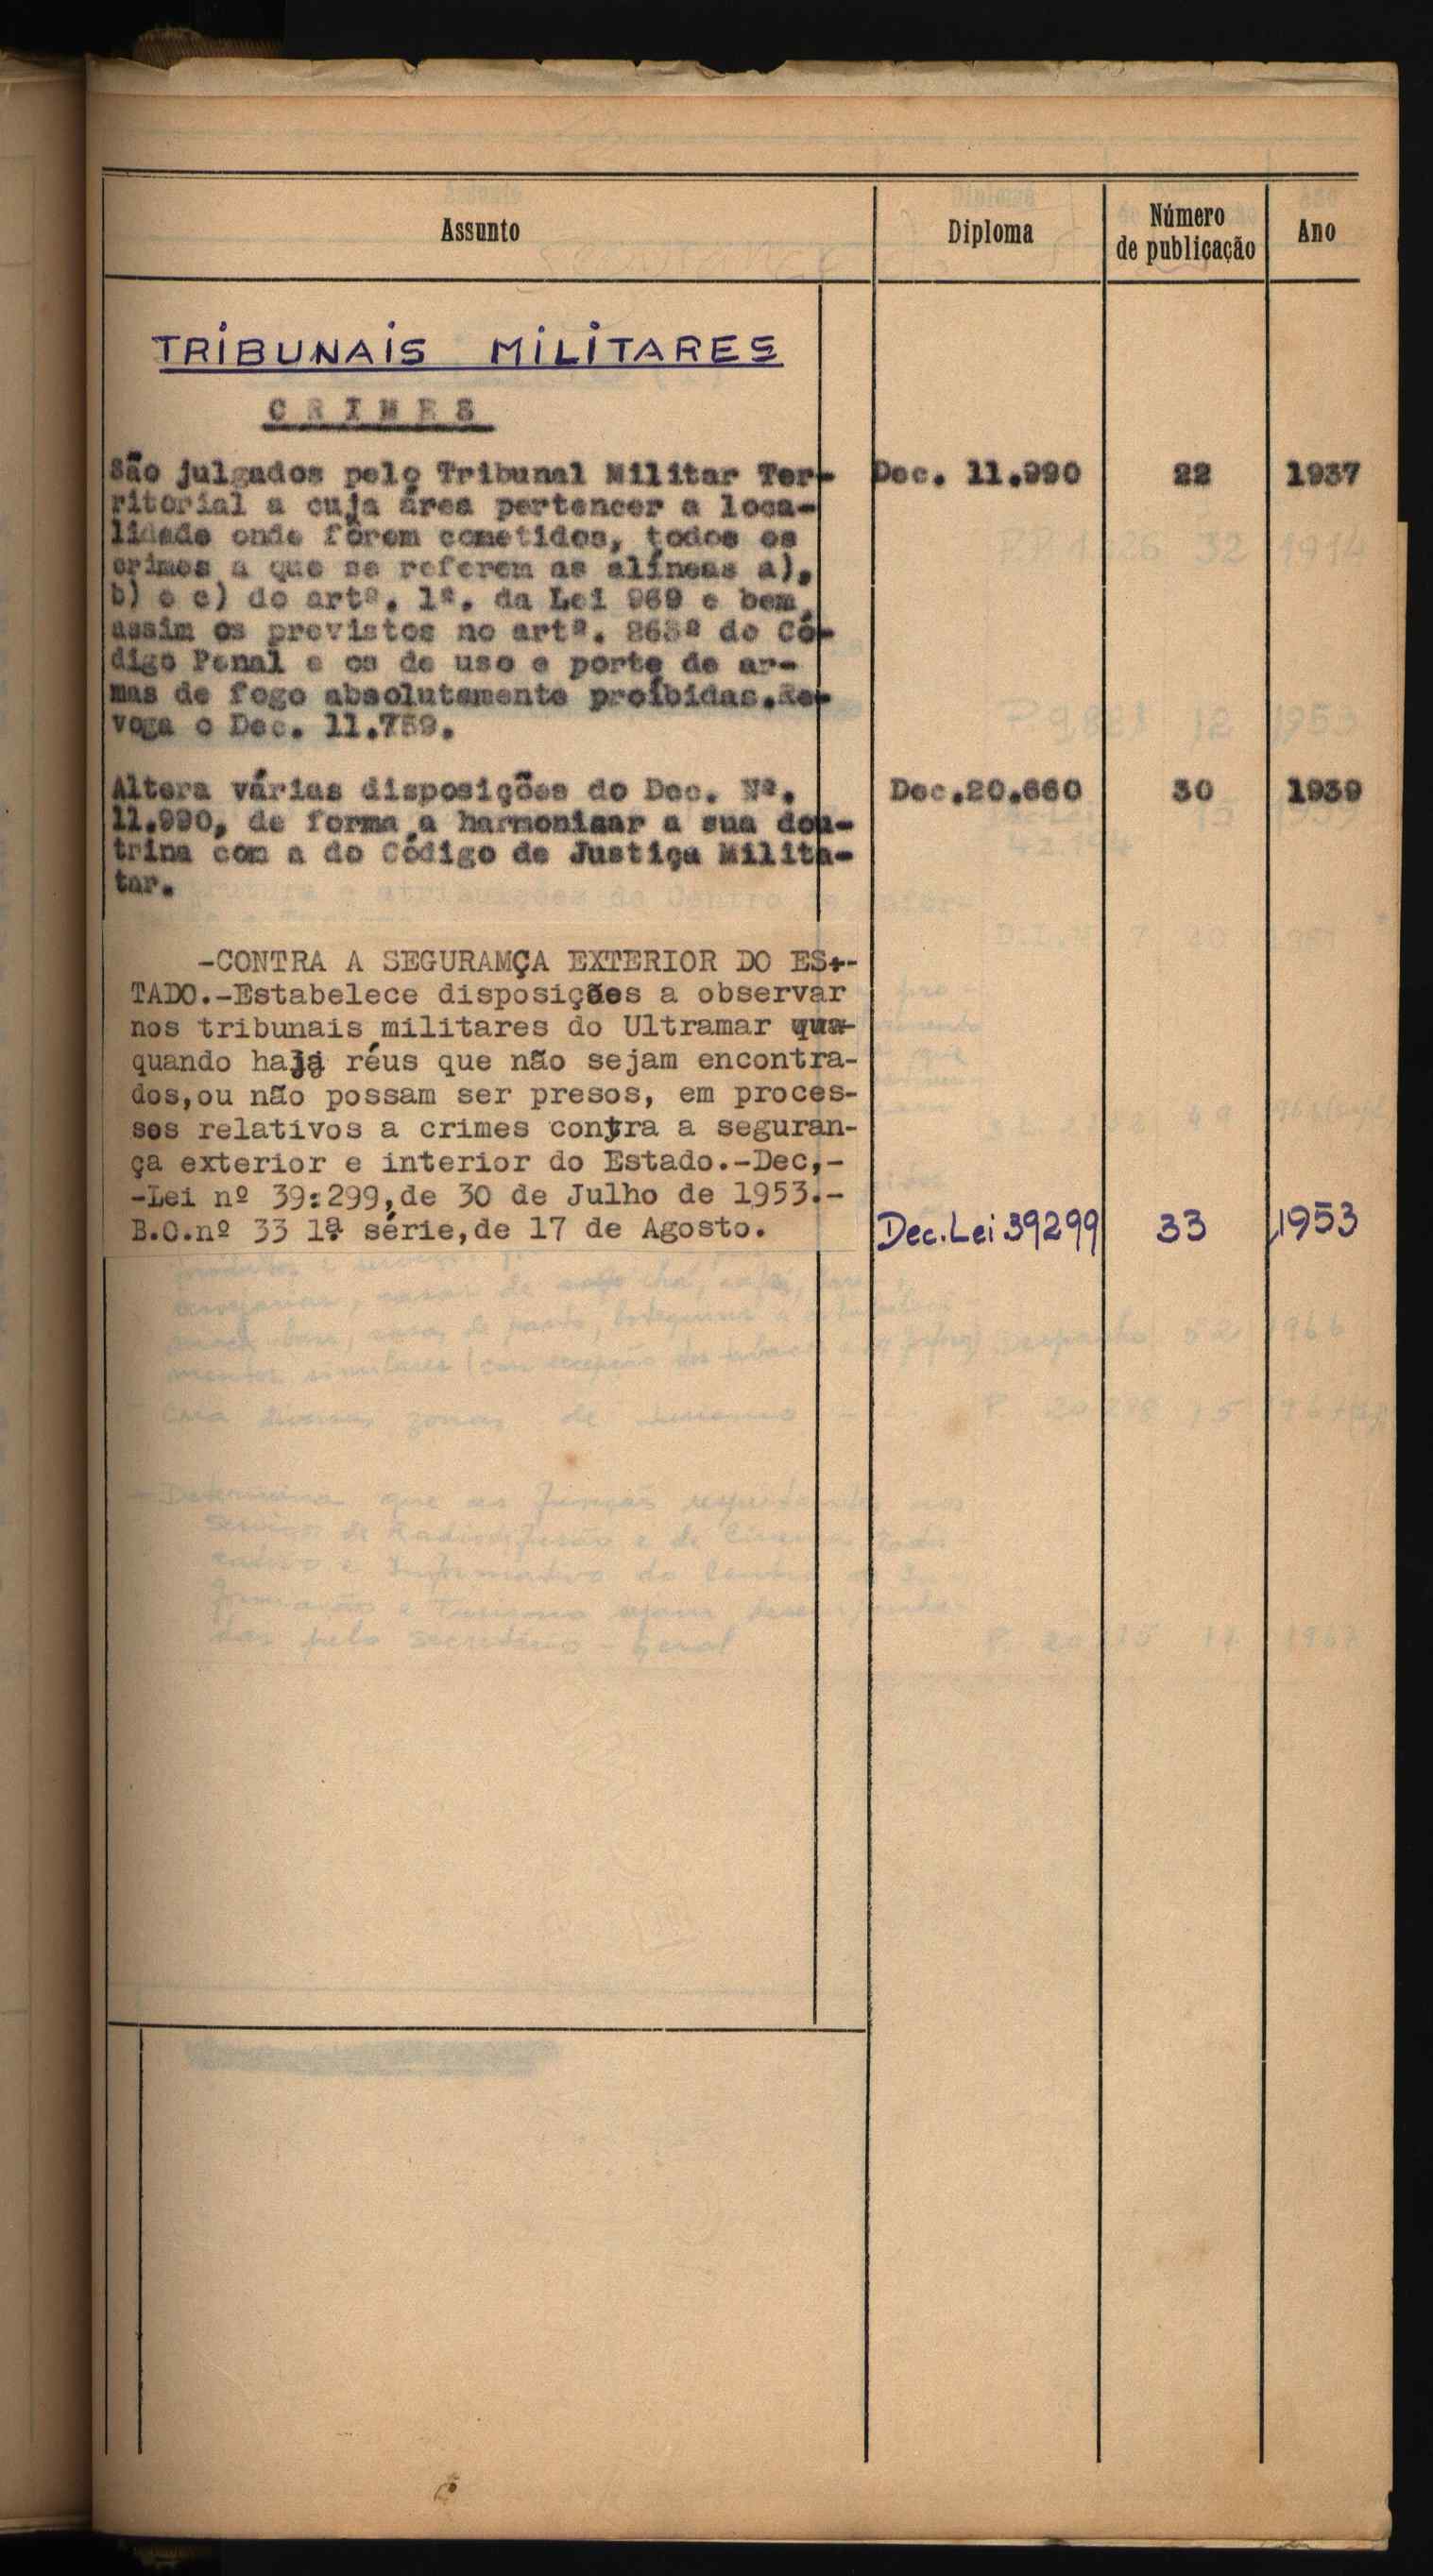 Assunto Diploma Número de publicação Ano
TRIBUNAIS MILITARES
CRIMES
São julgados pelo Tribunal Militar Ter- Dec. 11.990 22 1937
ritorial a cuja área pertencer a loca-
lidade onde forem cometidos, todos os
crimes a que se referem as alíneas a),
b) e c) do artº. 1º. da Lei 969 e bem
assim os previstos no artº. 263º do Có-
digo Penal e os de uso e porte de ar-
mas de fogo absolutamente proíbidas.Re-
voga o Dec. 11.759.
Altera várias disposições do Dec. Nº. Dec.20.660 30 1939
11.990, de forma a harmonisar a sua dou-
trina com a do Código de Justiça Milita-
tar.
-CONTRA A SEGURAMÇA EXTERIOR DO ES+-
TADO.-Estabelece disposições a observar
nos tribunais militares do Ultramar qua-
quando haja réus que não sejam encontra-
dos,ou não possam ser presos, em proces-
sos relativos a crimes contra a seguran-
ça exterior e interior do Estado.-Dec,-
-Lei nº 39:299,de 30 de Julho de 1953.-
B.O.nº 33 1ª série,de 17 de Agosto. Dec.Lei 39299 33 1953